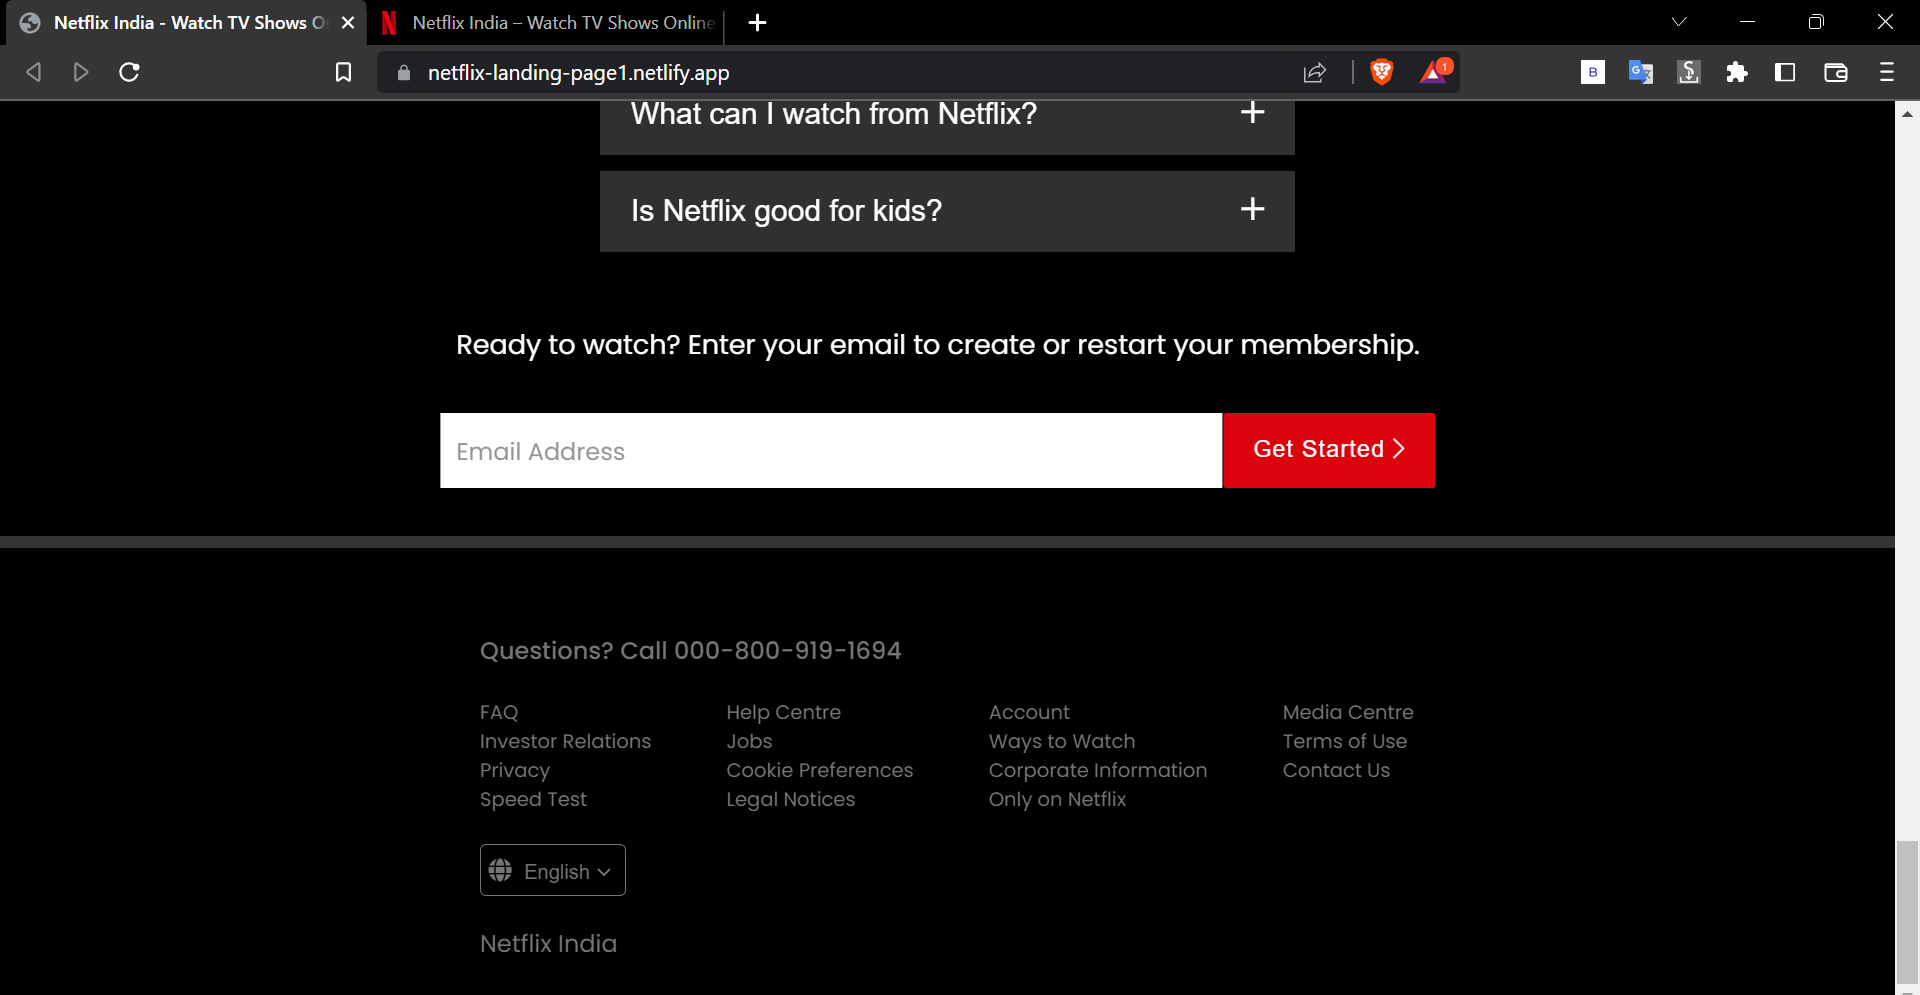 Netflix India - Watch TV Shows O
Netflix India – Watch TV Shows Online
netflix-landing-page1.netlify.app
1
B
What can I watch from Netflix?
Is Netflix good for kids?
Ready to watch? Enter your email to create or restart your membership.
Email Address
Get Started
Questions? Call 000-800-919-1694
FAQ
Investor Relations
Privacy
Speed Test
Help Centre
Jobs
Cookie Preferences
Legal Notices
Account
Ways to Watch
Corporate Information
Only on Netflix
Media Centre
Terms of Use
Contact Us
English
Netflix India